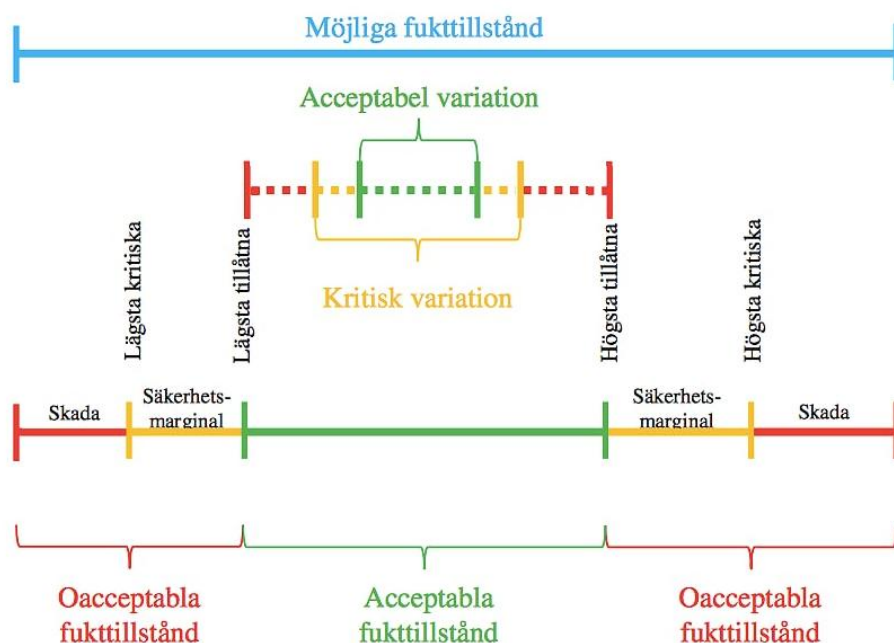 Möjliga fukttillstånd
Acceptabel variation
Kritisk variation
Lägsta kritiska
Lägsta tillåtna
Högsta tillåtna
Högsta kritiska
Skada
Säkerhets-
marginal
Säkerhets-
marginal
Skada
Oacceptabla
fukttillstånd
Acceptabla
fukttillstånd
Oacceptabla
fukttillstånd